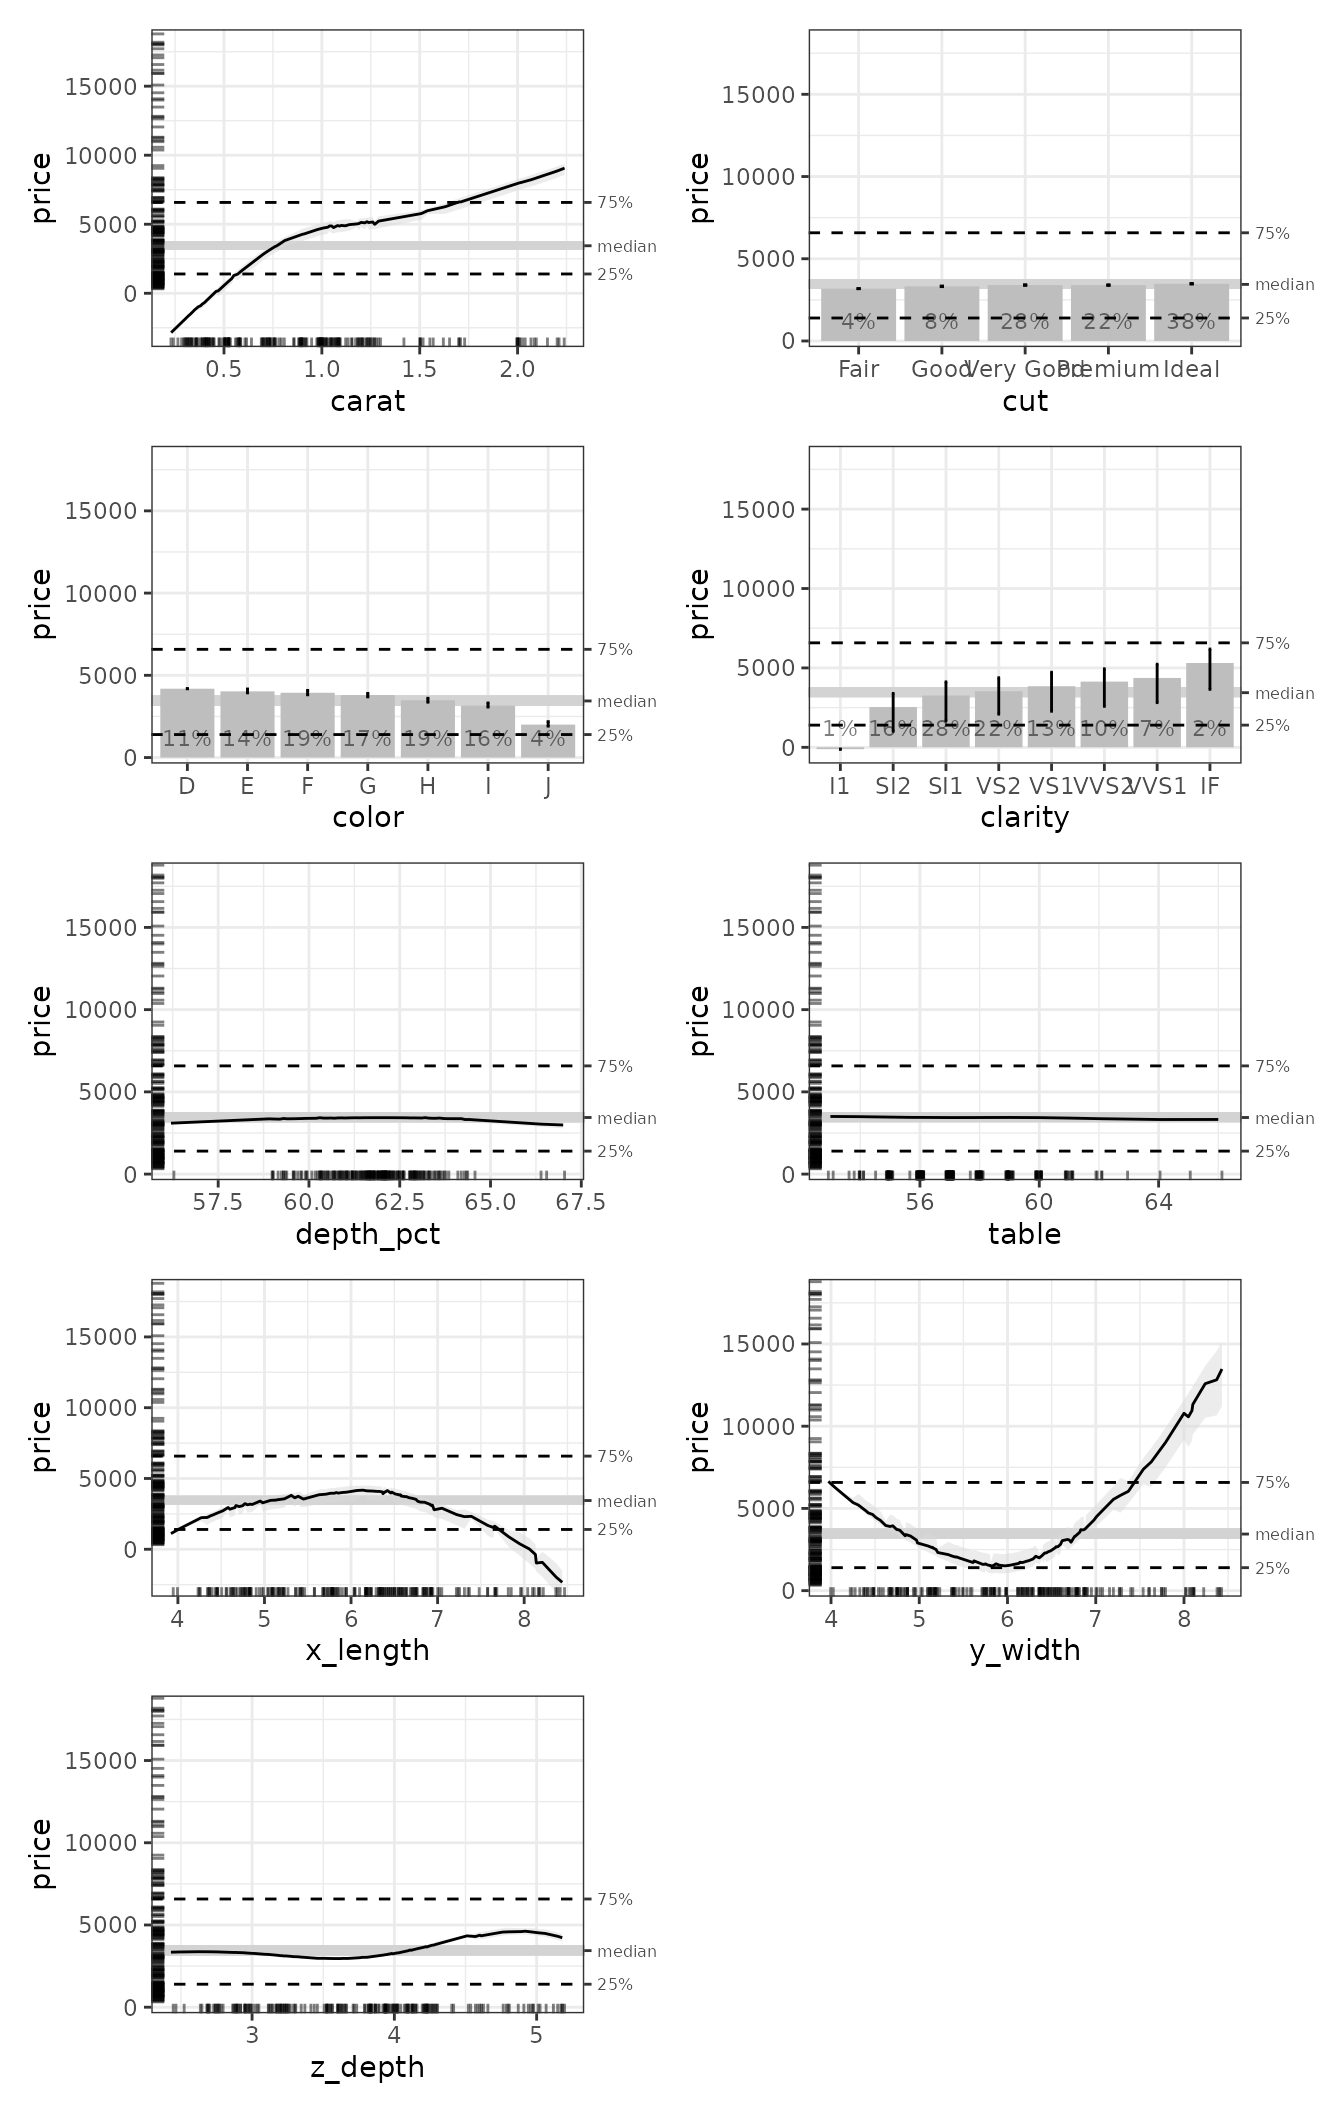 price
15000
10000
5000
0
75%
median
25%
0.5 1.0 1.5 2.0
carat
price
15000
10000
5000
0
75%
median
25%
4% 8% 28% 22% 38%
Fair Good Very Good Premium Ideal
cut
price
15000
10000
5000
0
75%
median
25%
11% 14% 19% 17% 19% 16% 4%
D E F G H I J
color
price
15000
10000
5000
0
75%
median
25%
1% 16% 28% 22% 13% 10% 7% 2%
I1 SI2 SI1 VS2 VS1 VVS2 VVS1 IF
clarity
price
15000
10000
5000
0
75%
median
25%
57.5 60.0 62.5 65.0 67.5
depth_pct
price
15000
10000
5000
0
75%
median
25%
56 60 64
table
price
15000
10000
5000
0
75%
median
25%
4 5 6 7 8
x_length
price
15000
10000
5000
0
75%
median
25%
4 5 6 7 8
y_width
price
15000
10000
5000
0
75%
median
25%
3 4 5
z_depth